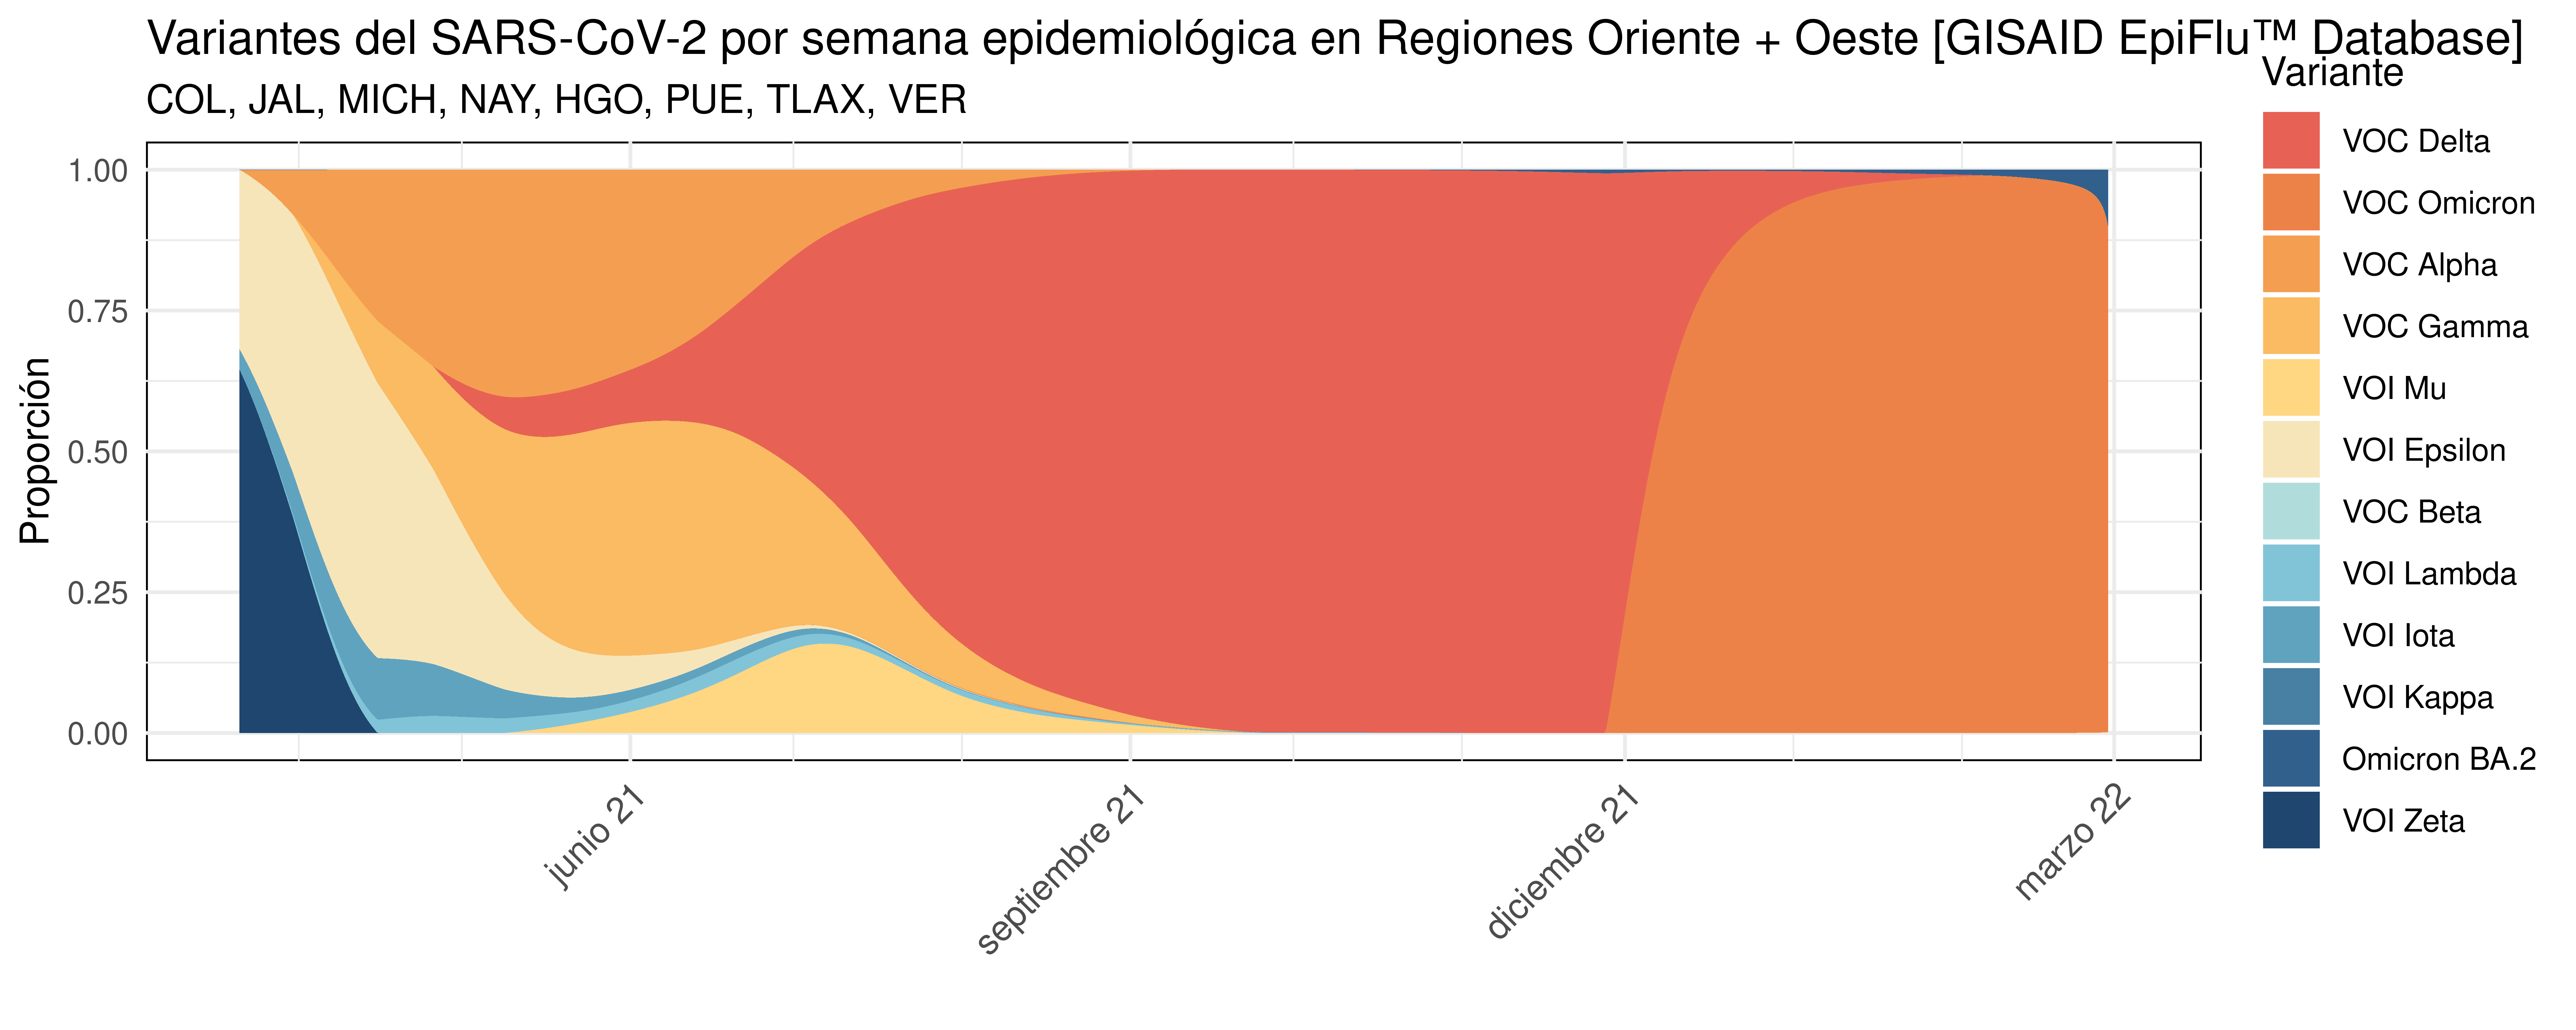 Variantes del SARS-CoV-2 por semana epidemiológica en Regiones Oriente + Oeste [GISAID EpiFlu™ Database]
COL, JAL, MICH, NAY, HGO, PUE, TLAX, VER
Proporción
1.00
0.75
0.50
0.25
0.00
junio 21
septiembre 21
diciembre 21
marzo 22
Variante
VOC Delta
VOC Omicron
VOC Alpha
VOC Gamma
VOI Mu
VOI Epsilon
VOC Beta
VOI Lambda
VOI Iota
VOI Kappa
Omicron BA.2
VOI Zeta